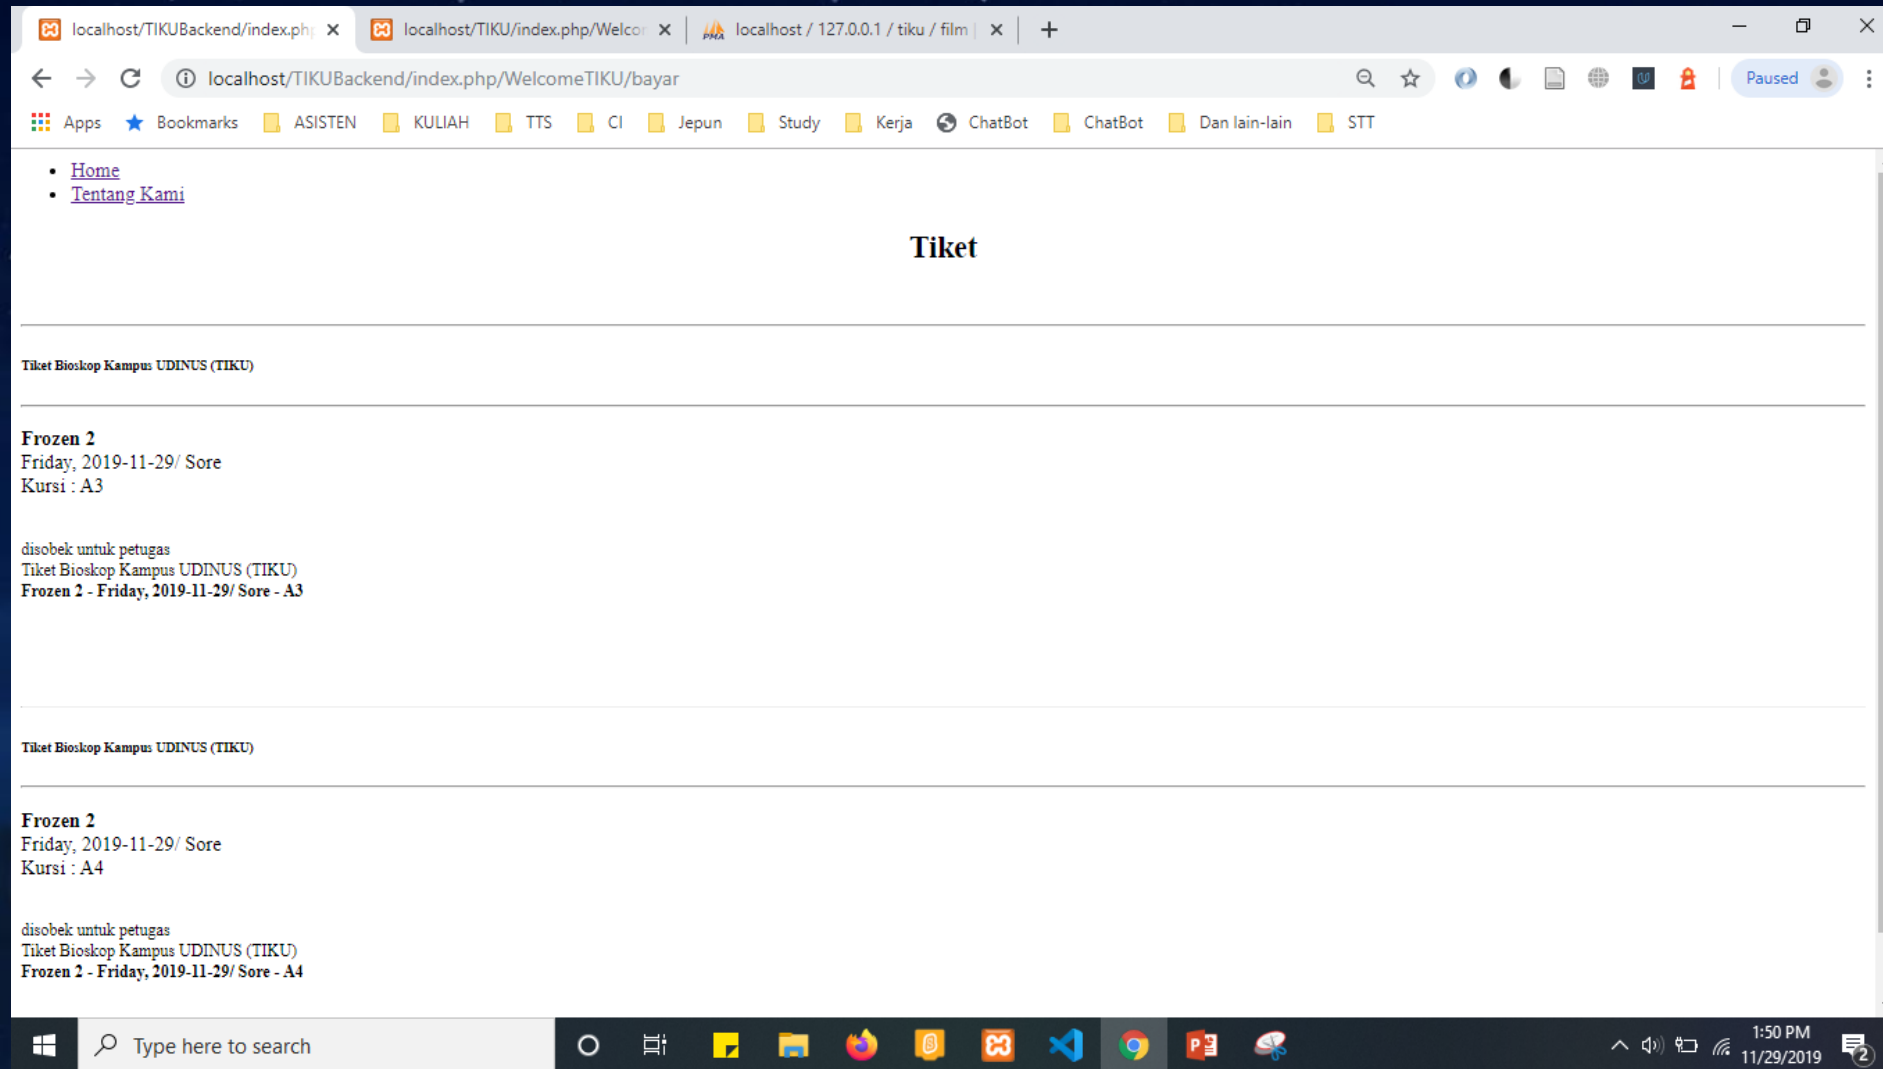 localhost/TIKUBackend/index.ph
localhost/TIKU/index.php/Welco
localhost / 127.0.0.1 / tiku / film |
localhost/TIKUBackend/index.php/WelcomeTIKU/bayar
Paused
Apps Bookmarks ASISTEN KULIAH TTS CI Jepun Study Kerja ChatBot ChatBot Dan lain-lain STT
Home
Tentang Kami
Tiket
Tiket Bioskop Kampus UDINUS (TIKU)
Frozen 2
Friday, 2019-11-29/ Sore
Kursi : A3
disobek untuk petugas
Tiket Bioskop Kampus UDINUS (TIKU)
Frozen 2 - Friday, 2019-11-29/ Sore - A3
Tiket Bioskop Kampus UDINUS (TIKU)
Frozen 2
Friday, 2019-11-29/ Sore
Kursi : A4
disobek untuk petugas
Tiket Bioskop Kampus UDINUS (TIKU)
Frozen 2 - Friday, 2019-11-29/ Sore - A4
Type here to search
1:50 PM
11/29/2019
2